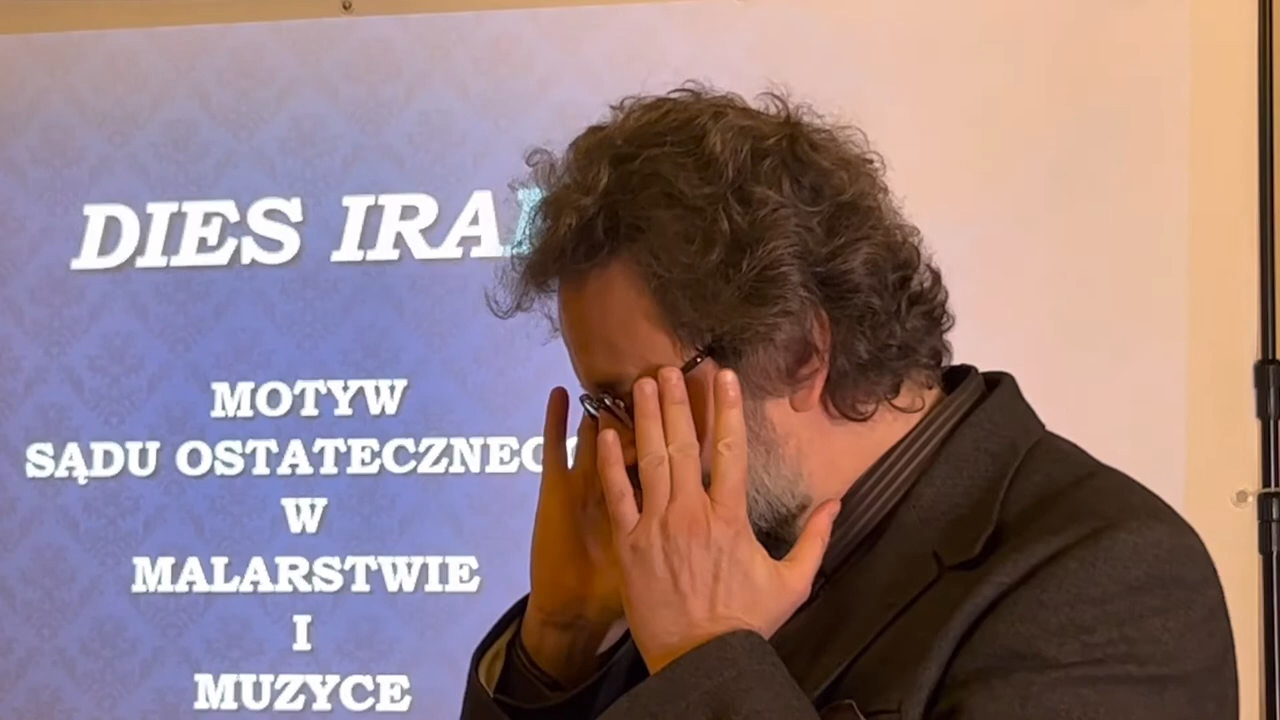 DIES IRA
MOTYW
SĄDU OSTATECZNEG
W
MALARSTWIE
I
MUZYCE